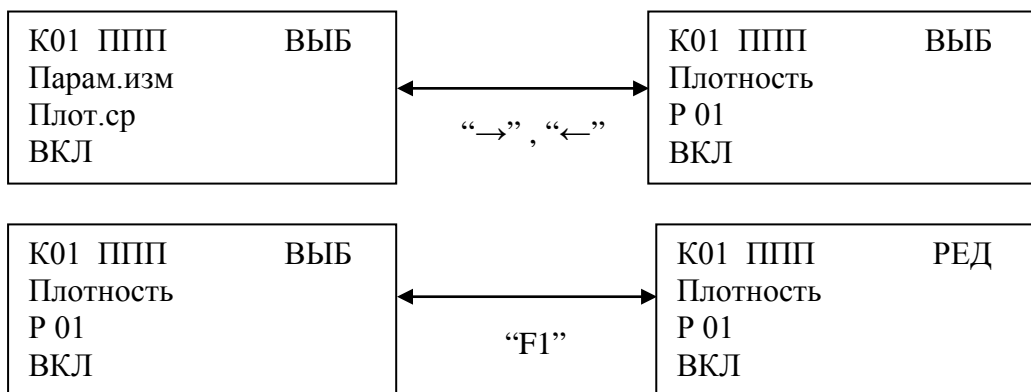 К01 ППП ВЫБ
Парам.изм
Плот.ср
ВКЛ
“→” , “←”
К01 ППП ВЫБ
Плотность
Р 01
ВКЛ
К01 ППП ВЫБ
Плотность
Р 01
ВКЛ
“F1”
К01 ППП РЕД
Плотность
Р 01
ВКЛ